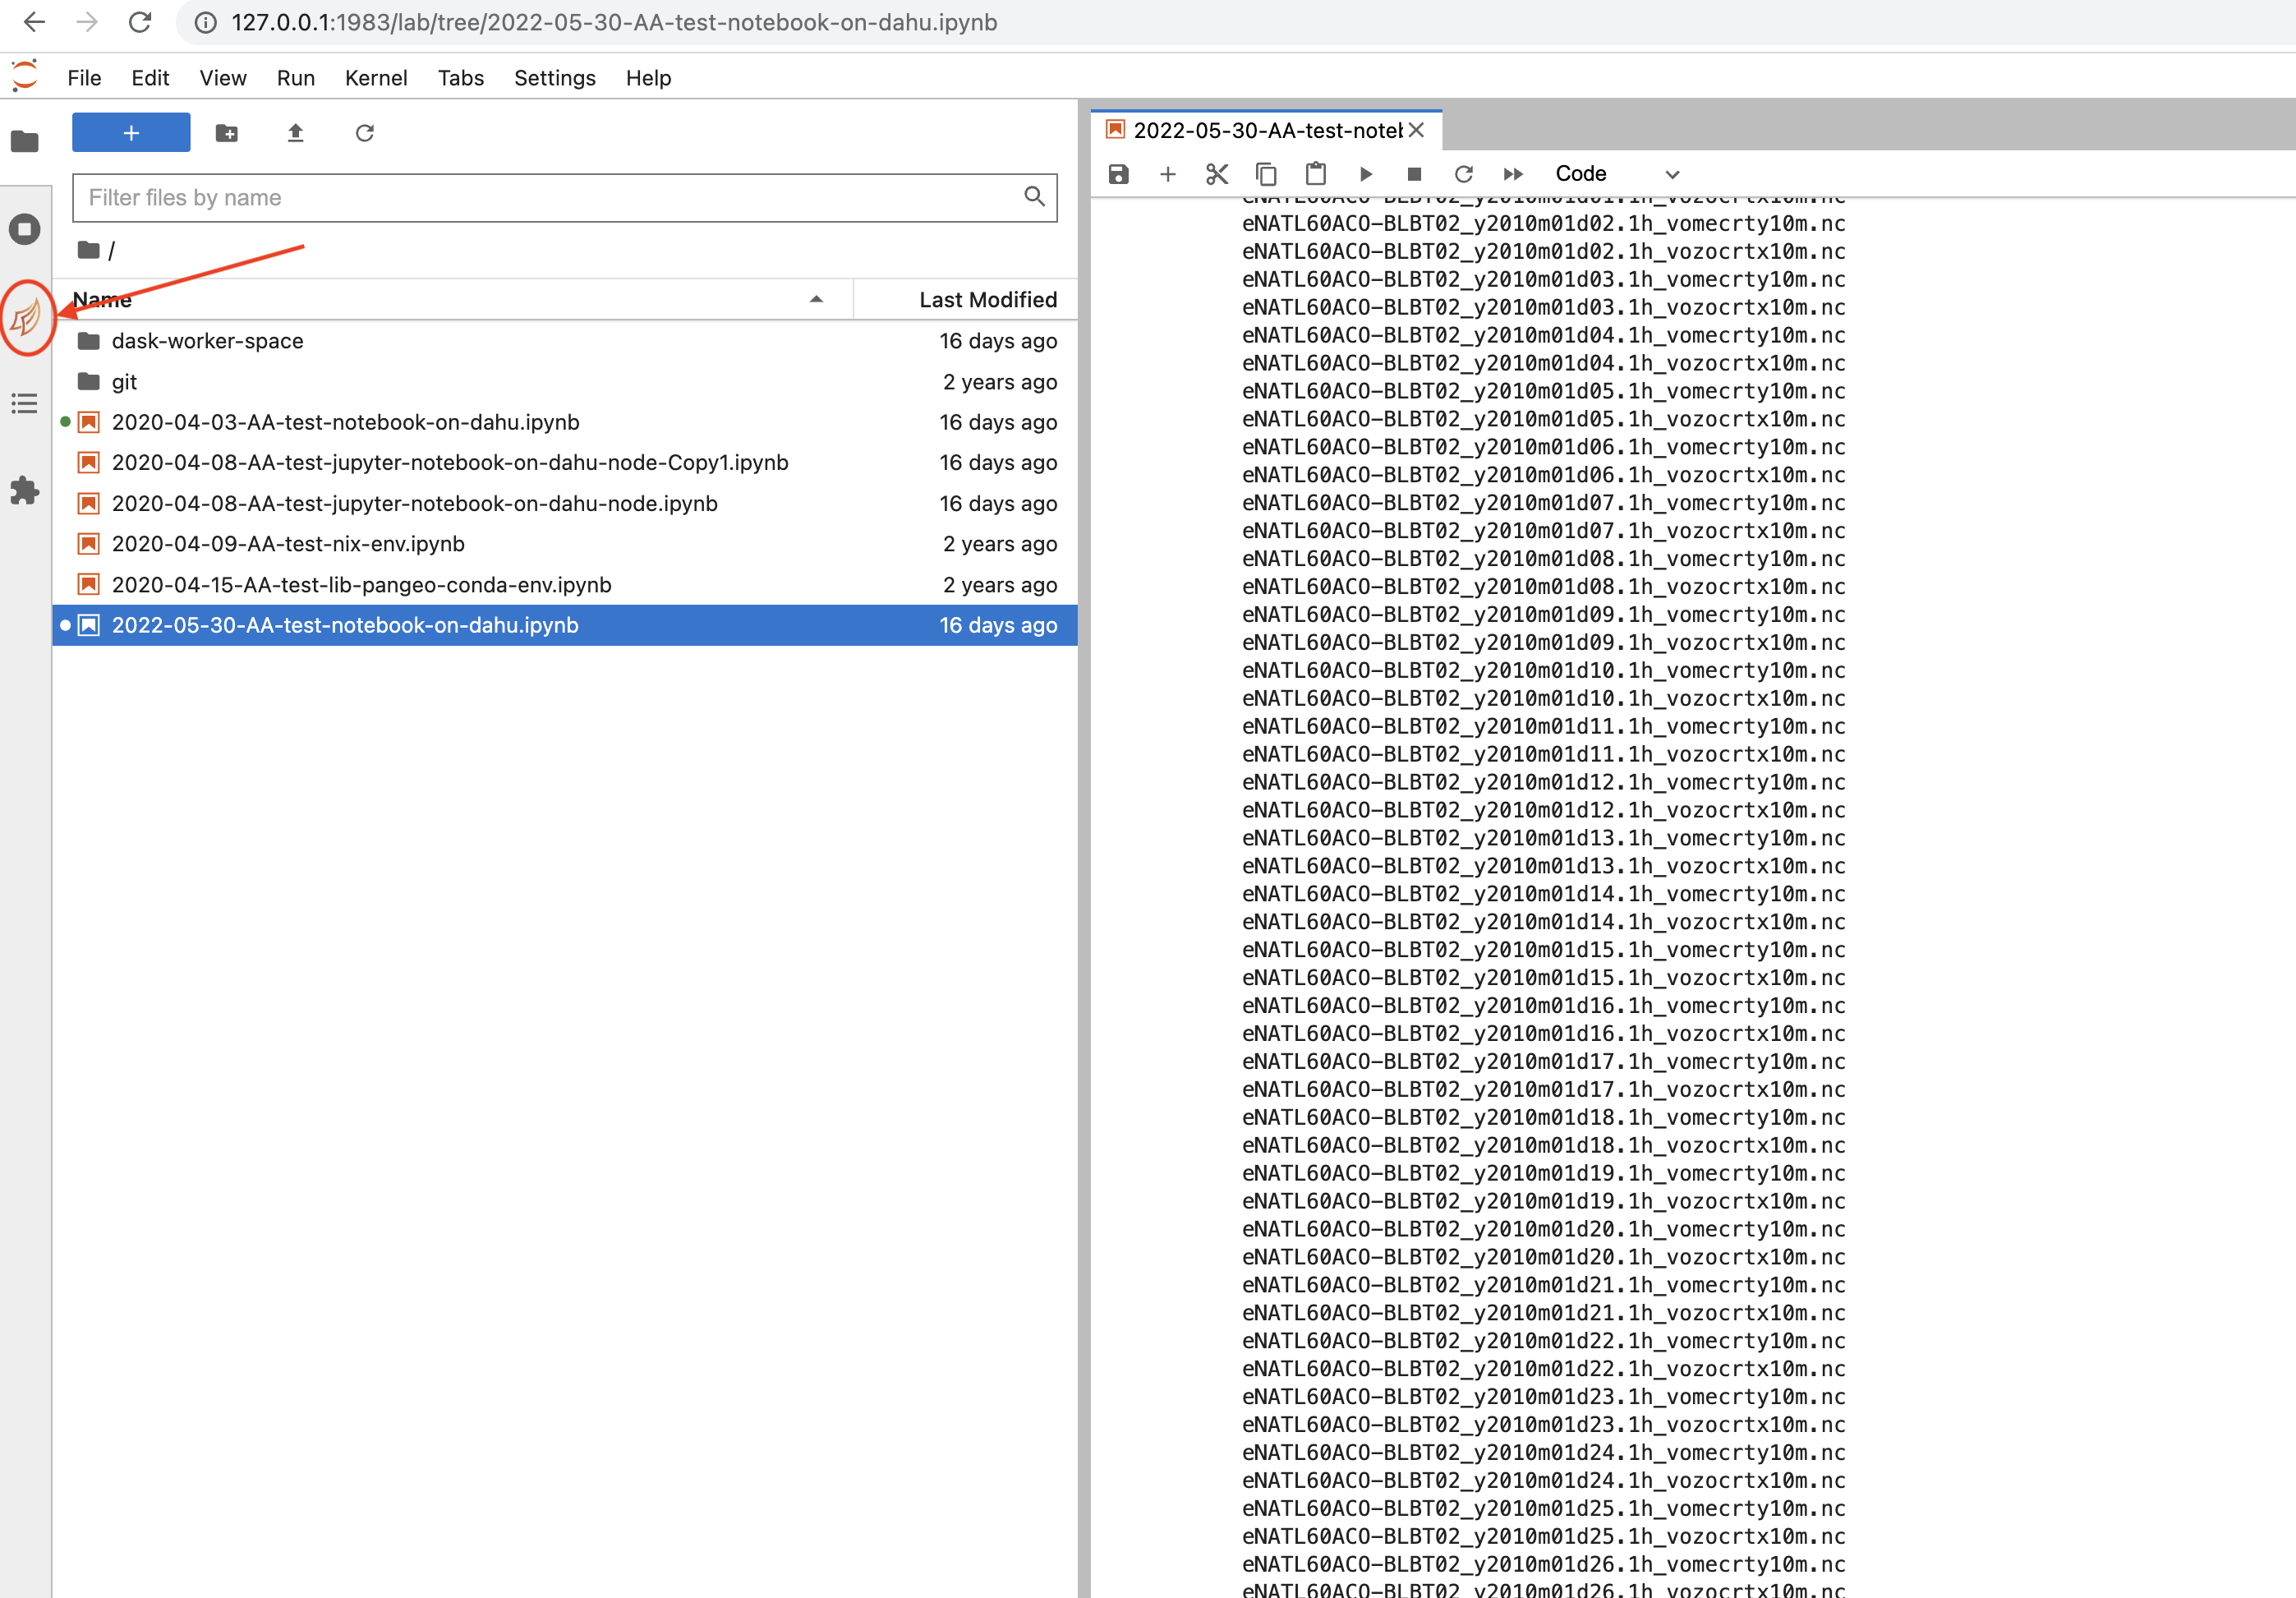 127.0.0.1:1983/lab/tree/2022-05-30-AA-test-notebook-on-dahu.ipynb
File Edit View Run Kernel Tabs Settings Help
+
2022-05-30-AA-test-notel
Code
Filter files by name
/
Name Last Modified
dask-worker-space 16 days ago
git 2 years ago
2020-04-03-AA-test-notebook-on-dahu.ipynb 16 days ago
2020-04-08-AA-test-jupyter-notebook-on-dahu-node-Copy1.ipynb 16 days ago
2020-04-08-AA-test-jupyter-notebook-on-dahu-node.ipynb 16 days ago
2020-04-09-AA-test-nix-env.ipynb 2 years ago
2020-04-15-AA-test-lib-pangeo-conda-env.ipynb 2 years ago
2022-05-30-AA-test-notebook-on-dahu.ipynb 16 days ago
eNATL60ACO-BLBT02_y2010m01d01.1h_vozocrtx10m.nc
eNATL60ACO-BLBT02_y2010m01d02.1h_vomecrty10m.nc
eNATL60ACO-BLBT02_y2010m01d02.1h_vozocrtx10m.nc
eNATL60ACO-BLBT02_y2010m01d03.1h_vomecrty10m.nc
eNATL60ACO-BLBT02_y2010m01d03.1h_vozocrtx10m.nc
eNATL60ACO-BLBT02_y2010m01d04.1h_vomecrty10m.nc
eNATL60ACO-BLBT02_y2010m01d04.1h_vozocrtx10m.nc
eNATL60ACO-BLBT02_y2010m01d05.1h_vomecrty10m.nc
eNATL60ACO-BLBT02_y2010m01d05.1h_vozocrtx10m.nc
eNATL60ACO-BLBT02_y2010m01d06.1h_vomecrty10m.nc
eNATL60ACO-BLBT02_y2010m01d06.1h_vozocrtx10m.nc
eNATL60ACO-BLBT02_y2010m01d07.1h_vomecrty10m.nc
eNATL60ACO-BLBT02_y2010m01d07.1h_vozocrtx10m.nc
eNATL60ACO-BLBT02_y2010m01d08.1h_vomecrty10m.nc
eNATL60ACO-BLBT02_y2010m01d08.1h_vozocrtx10m.nc
eNATL60ACO-BLBT02_y2010m01d09.1h_vomecrty10m.nc
eNATL60ACO-BLBT02_y2010m01d09.1h_vozocrtx10m.nc
eNATL60ACO-BLBT02_y2010m01d10.1h_vomecrty10m.nc
eNATL60ACO-BLBT02_y2010m01d10.1h_vozocrtx10m.nc
eNATL60ACO-BLBT02_y2010m01d11.1h_vomecrty10m.nc
eNATL60ACO-BLBT02_y2010m01d11.1h_vozocrtx10m.nc
eNATL60ACO-BLBT02_y2010m01d12.1h_vomecrty10m.nc
eNATL60ACO-BLBT02_y2010m01d12.1h_vozocrtx10m.nc
eNATL60ACO-BLBT02_y2010m01d13.1h_vomecrty10m.nc
eNATL60ACO-BLBT02_y2010m01d13.1h_vozocrtx10m.nc
eNATL60ACO-BLBT02_y2010m01d14.1h_vomecrty10m.nc
eNATL60ACO-BLBT02_y2010m01d14.1h_vozocrtx10m.nc
eNATL60ACO-BLBT02_y2010m01d15.1h_vomecrty10m.nc
eNATL60ACO-BLBT02_y2010m01d15.1h_vozocrtx10m.nc
eNATL60ACO-BLBT02_y2010m01d16.1h_vomecrty10m.nc
eNATL60ACO-BLBT02_y2010m01d16.1h_vozocrtx10m.nc
eNATL60ACO-BLBT02_y2010m01d17.1h_vomecrty10m.nc
eNATL60ACO-BLBT02_y2010m01d17.1h_vozocrtx10m.nc
eNATL60ACO-BLBT02_y2010m01d18.1h_vomecrty10m.nc
eNATL60ACO-BLBT02_y2010m01d18.1h_vozocrtx10m.nc
eNATL60ACO-BLBT02_y2010m01d19.1h_vomecrty10m.nc
eNATL60ACO-BLBT02_y2010m01d19.1h_vozocrtx10m.nc
eNATL60ACO-BLBT02_y2010m01d20.1h_vomecrty10m.nc
eNATL60ACO-BLBT02_y2010m01d20.1h_vozocrtx10m.nc
eNATL60ACO-BLBT02_y2010m01d21.1h_vomecrty10m.nc
eNATL60ACO-BLBT02_y2010m01d21.1h_vozocrtx10m.nc
eNATL60ACO-BLBT02_y2010m01d22.1h_vomecrty10m.nc
eNATL60ACO-BLBT02_y2010m01d22.1h_vozocrtx10m.nc
eNATL60ACO-BLBT02_y2010m01d23.1h_vomecrty10m.nc
eNATL60ACO-BLBT02_y2010m01d23.1h_vozocrtx10m.nc
eNATL60ACO-BLBT02_y2010m01d24.1h_vomecrty10m.nc
eNATL60ACO-BLBT02_y2010m01d24.1h_vozocrtx10m.nc
eNATL60ACO-BLBT02_y2010m01d25.1h_vomecrty10m.nc
eNATL60ACO-BLBT02_y2010m01d25.1h_vozocrtx10m.nc
eNATL60ACO-BLBT02_y2010m01d26.1h_vomecrty10m.nc
eNATL60ACO-BLBT02_y2010m01d26.1h_vozocrtx10m.nc